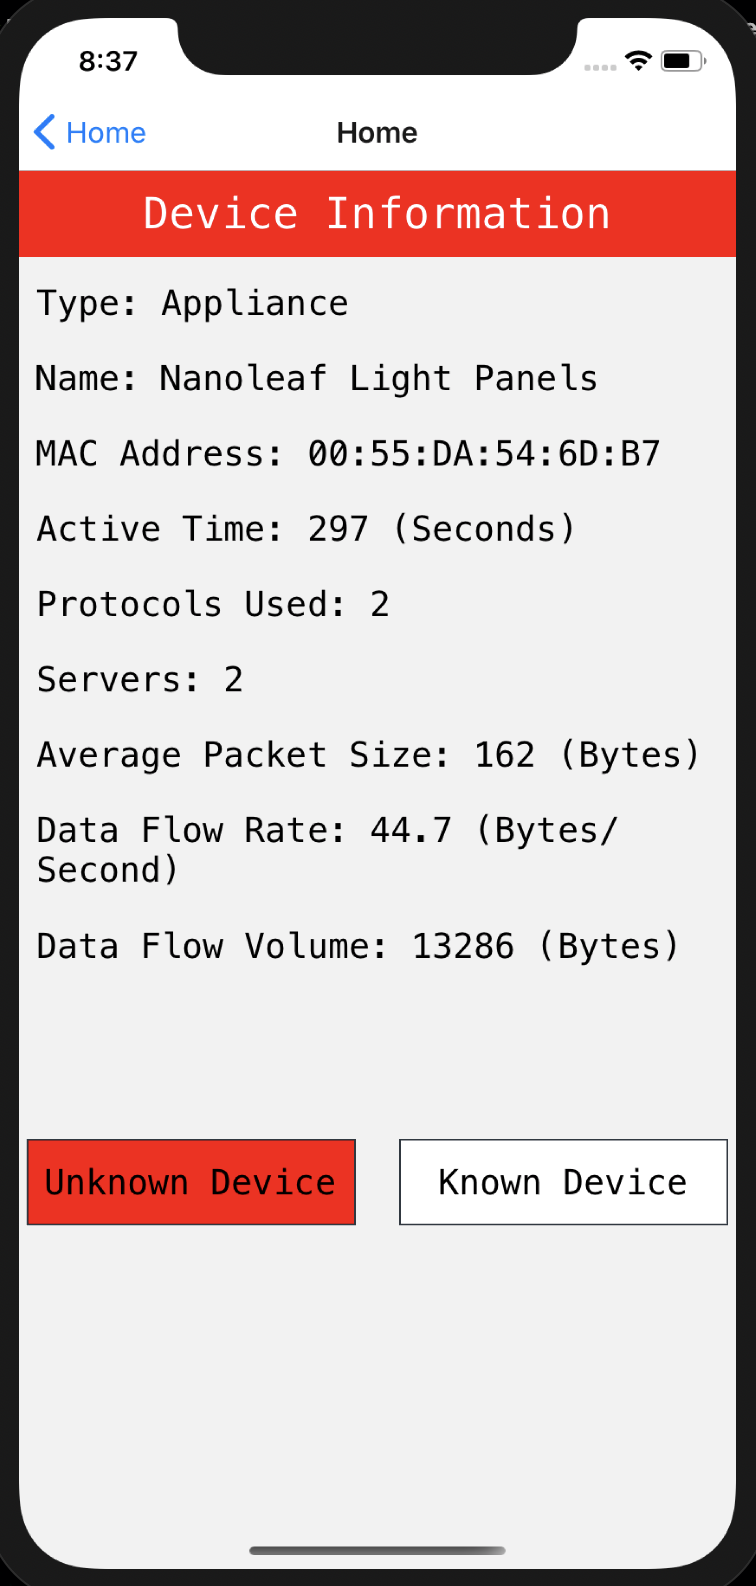 8:37
Home
Home
Device Information
Type: Appliance
Name: Nanoleaf Light Panels
MAC Address: 00:55:DA:54:6D:B7
Active Time: 297 (Seconds)
Protocols Used: 2
Servers: 2
Average Packet Size: 162 (Bytes)
Data Flow Rate: 44.7 (Bytes/
Second)
Data Flow Volume: 13286 (Bytes)
Unknown Device
Known Device